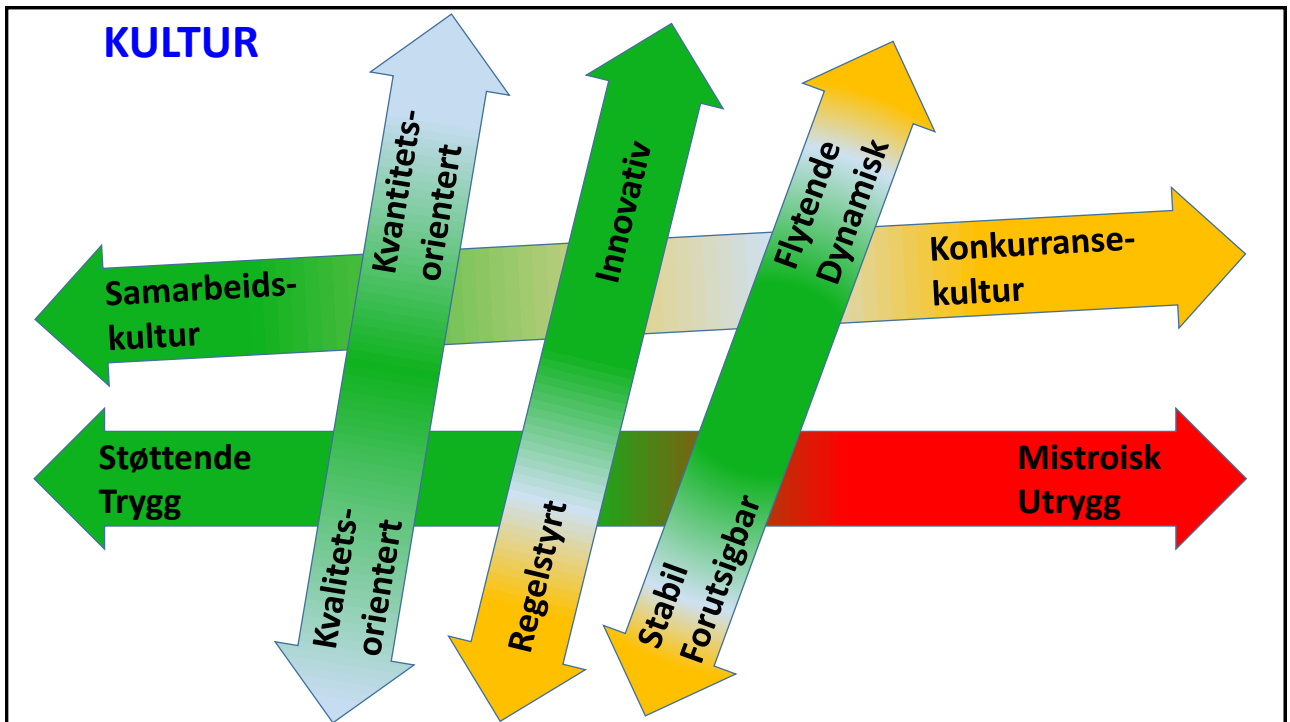 KULTUR
Kvantitets-
orientert
Innovativ
Flytende
Dynamisk
Samarbeids-
kultur
Konkurranse-
kultur
Støttende
Trygg
Mistroisk
Utrygg
Kvalitets-
orientert
Regelstyrt
Stabil
Forutsigbar